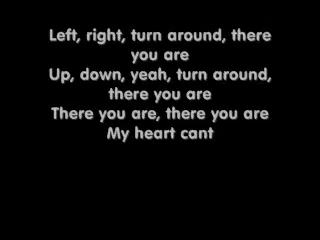 Left, right, turn around, there
you are
Up, down, yeah, turn around,
there you are
There you are, there you are
My heart cant